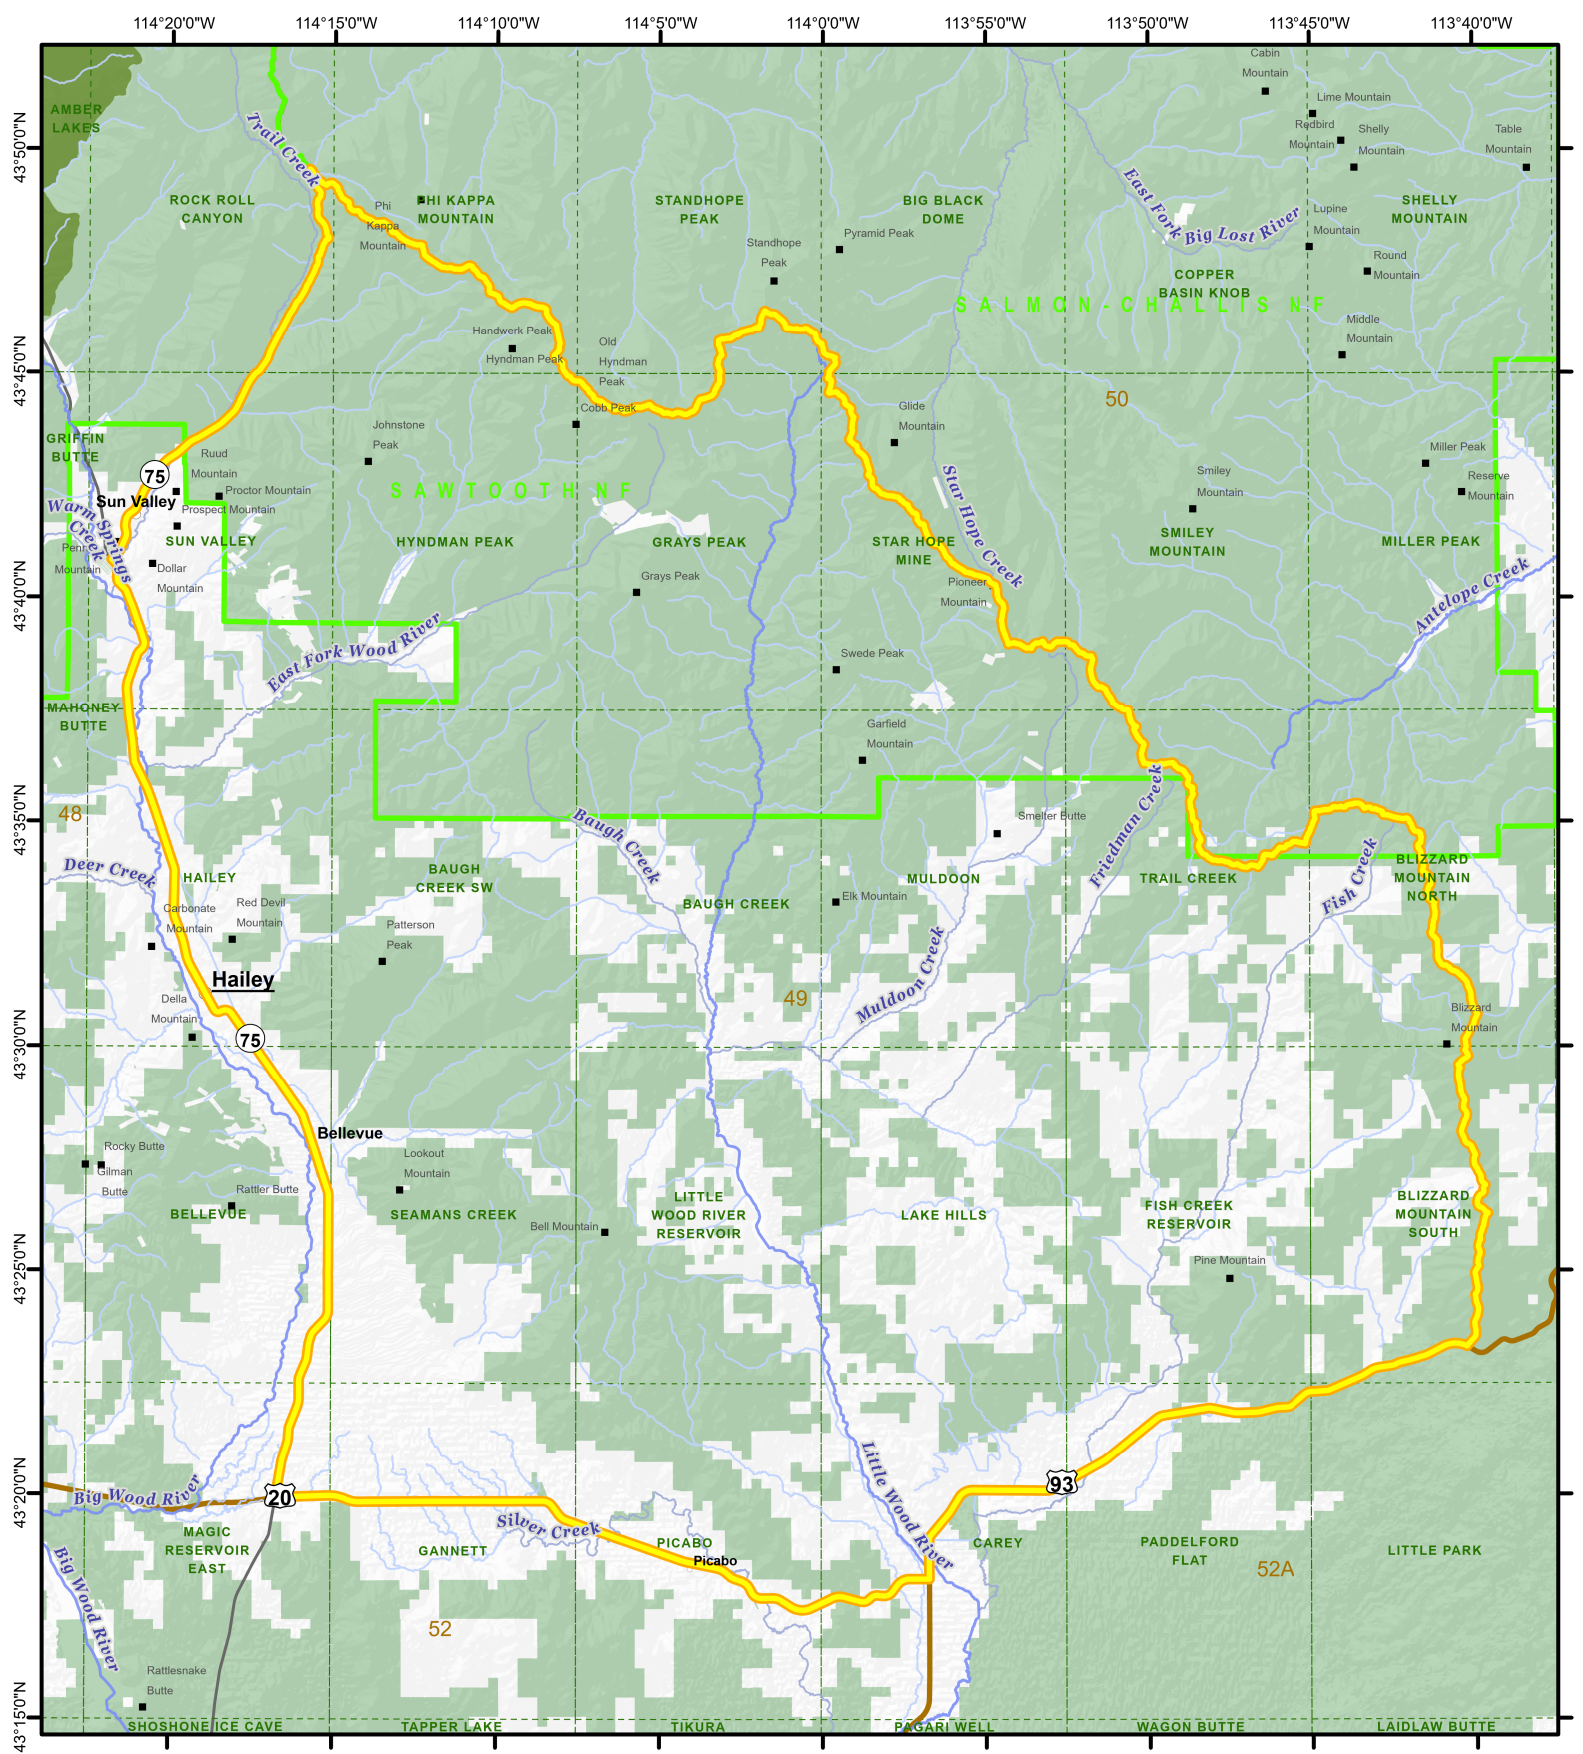 114°20'0"W
114°15'0"W
114°10'0"W
114°5'0"W
114°0'0"W
113°55'0"W
113°50'0"W
113°45'0"W
113°40'0"W
43°50'0"N
43°45'0"N
43°40'0"N
43°35'0"N
43°30'0"N
43°25'0"N
43°20'0"N
43°15'0"N
Cabin
Mountain
Lime Mountain
Redbird
Mountain
Shelly
Mountain
Table
Mountain
AMBER
LAKES
Trail Creek
ROCK ROLL
CANYON
PHI KAPPA
MOUNTAIN
Phi
Kappa
Mountain
STANDHOPE
PEAK
Standhope
Peak
Pyramid Peak
BIG BLACK
DOME
East Fork
Big Lost River
Lupine
Mountain
SHELLY
MOUNTAIN
Round
Mountain
COPPER
BASIN KNOB
SALMON-CHALLIS NF
Middle
Mountain
Handwerk Peak
Hyndman Peak
Old
Hyndman
Peak
Cobb Peak
50
Glide
Mountain
Johnstone
Peak
GRIFFIN
BUTTE
Ruud
Mountain
75
Sun Valley
Proctor Mountain
Prospect Mountain
SUN VALLEY
Warm Springs
Creek
Penn
Mountain
Dollar
Mountain
SAWTOOTH NF
HYNDMAN PEAK
GRAYS PEAK
Grays Peak
STAR HOPE
MINE
Star Hope Creek
Pioneer
Mountain
Smiley
Mountain
SMILEY
MOUNTAIN
Miller Peak
Reserve
Mountain
MILLER PEAK
Antelope Creek
East Fork Wood River
Swede Peak
MAHONEY
BUTTE
Garfield
Mountain
48
Baugh Creek
Smelter Butte
Friedman Creek
Deer Creek
HAILEY
BAUGH
CREEK SW
BAUGH CREEK
MULDOON
TRAIL CREEK
Fish Creek
BLIZZARD
MOUNTAIN
NORTH
Carbonate
Mountain
Red Devil
Mountain
Patterson
Peak
Elk Mountain
Muldoon Creek
Hailey
49
Della
Mountain
75
Blizzard
Mountain
Bellevue
Rocky Butte
Gilman
Butte
Rattler Butte
BELLEVUE
Lookout
Mountain
SEAMANS CREEK
Bell Mountain
LITTLE
WOOD RIVER
RESERVOIR
LAKE HILLS
FISH CREEK
RESERVOIR
Pine Mountain
BLIZZARD
MOUNTAIN
SOUTH
Big Wood River
20
93
Little Wood River
Silver Creek
MAGIC
RESERVOIR
EAST
GANNETT
PICABO
Picabo
CAREY
PADDELFORD
FLAT
52A
LITTLE PARK
Big Wood River
52
Rattlesnake
Butte
SHOSHONE ICE CAVE
TAPPER LAKE
TIKURA
PAGARI WELL
WAGON BUTTE
LAIDLAW BUTTE